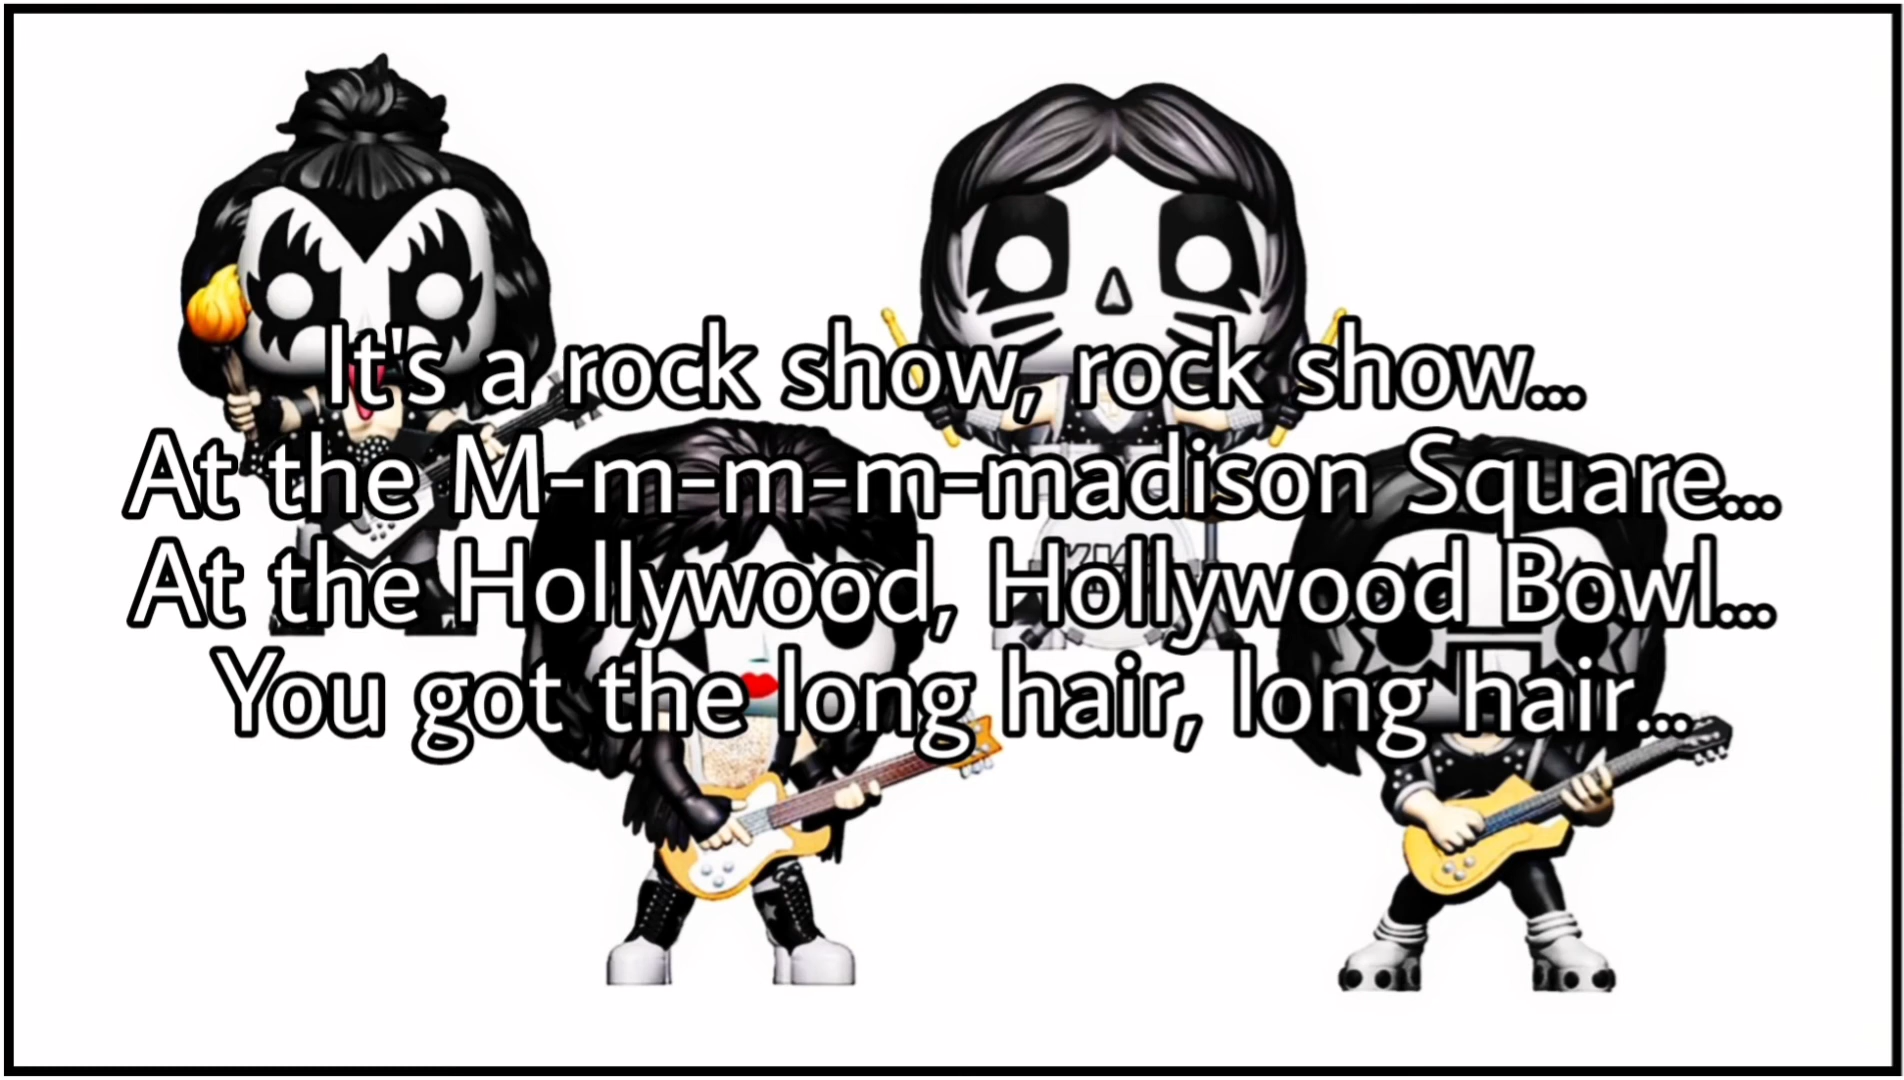 It's a rock show, rock show...
At the M-m-m-m-madison Square...
At the Hollywood, Hollywood Bowl...
You got the long hair, long hair...